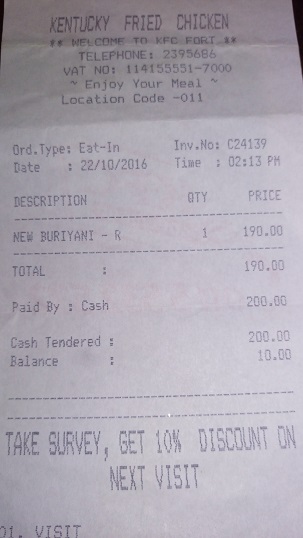 KENTUCKY FRIED CHICKEN
** WELCOME TO KFC FORT **
TELEPHONE: 2395686
VAT NO: 114155551-7000
~ Enjoy Your Meal ~
Location Code -011
Ord.Type: Eat-In Inv.No: C24139
Date : 22/10/2016 Time : 02:13 PM
DESCRIPTION QTY PRICE
NEW BURIYANI - R 1 190.00
TOTAL : 190.00
Paid By : Cash 200.00
Cash Tendered : 200.00
Balance : 10.00
TAKE SURVEY, GET 10% DISCOUNT ON
NEXT VISIT
01. VISIT